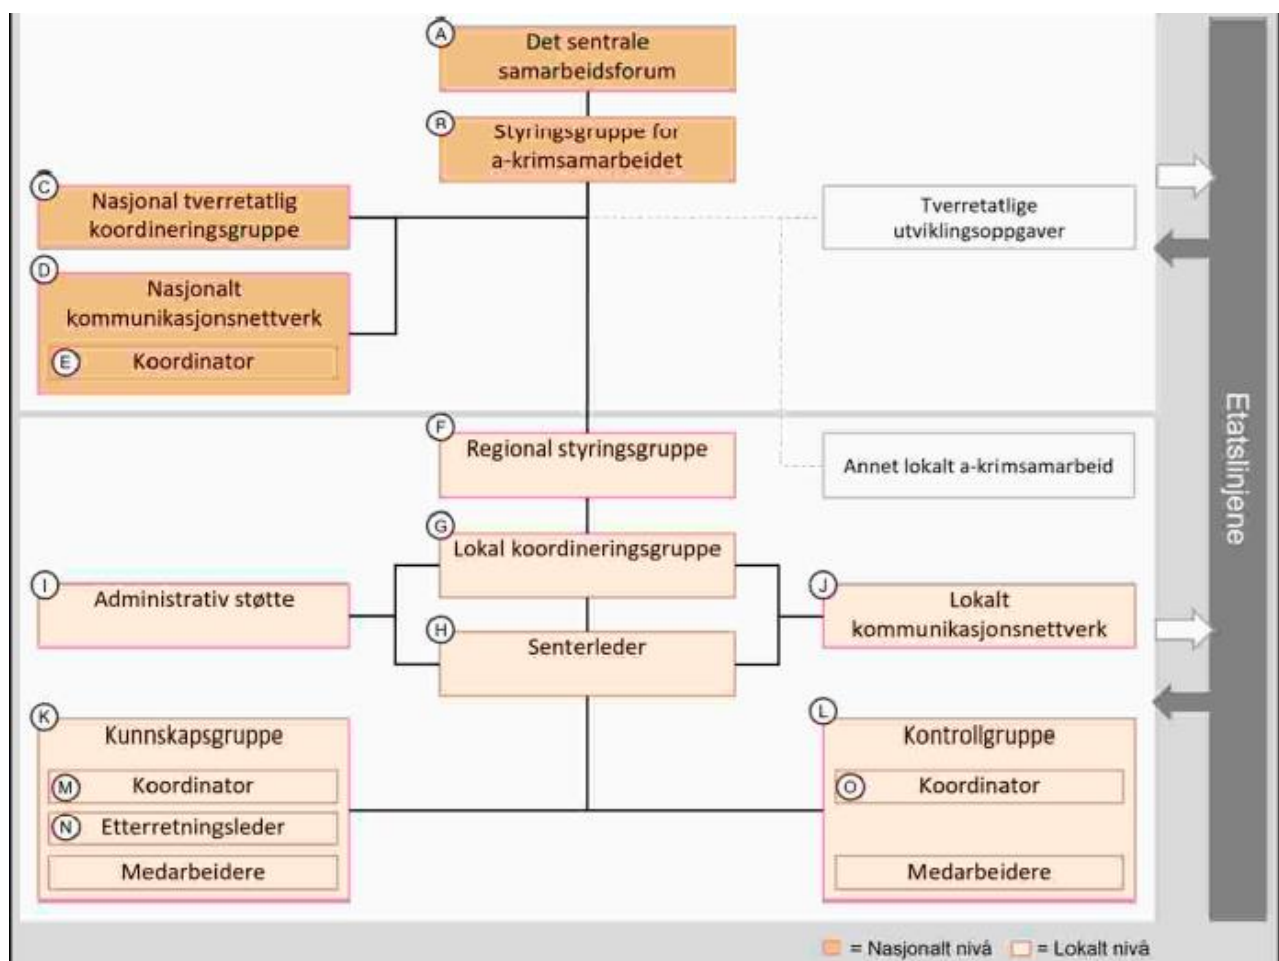 A
Det sentrale
samarbeidsforum
B
Styringsgruppe for
a-krimsamarbeidet
C
Nasjonal tverretatlig
koordineringsgruppe
Tverretatlige
utviklingsoppgaver
D
Nasjonalt
kommunikasjonsnettverk
E
Koordinator
Etatslinjene
F
Regional styringsgruppe
Annet lokalt a-krimsamarbeid
G
Lokal koordineringsgruppe
I
Administrativ støtte
J
Lokalt
kommunikasjonsnettverk
H
Senterleder
K
Kunnskapsgruppe
M
Koordinator
N
Etterretningsleder
Medarbeidere
L
Kontrollgruppe
O
Koordinator
Medarbeidere
= Nasjonalt nivå
= Lokalt nivå